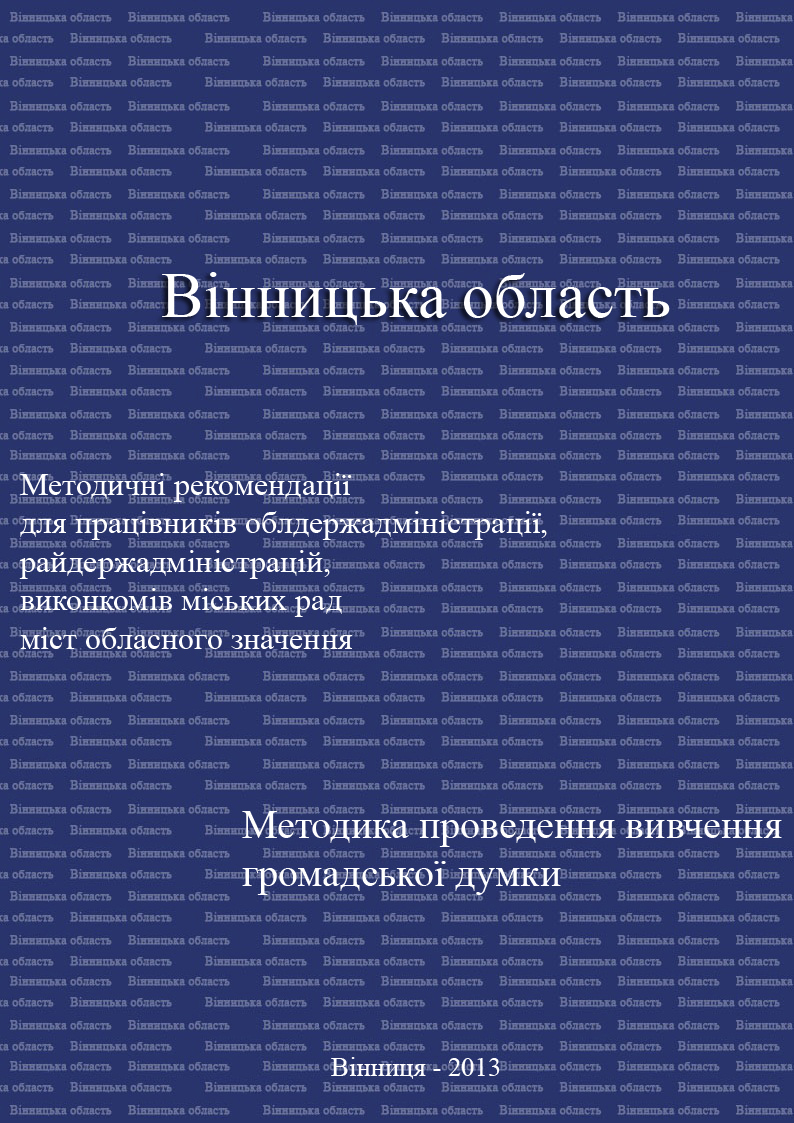 Вінницька область
Методичні рекомендації
для працівників облдержадміністрації,
райдержадміністрацій,
виконкомів міських рад
міст обласного значення
Методика проведення вивчення
громадської думки
Вінниця - 2013